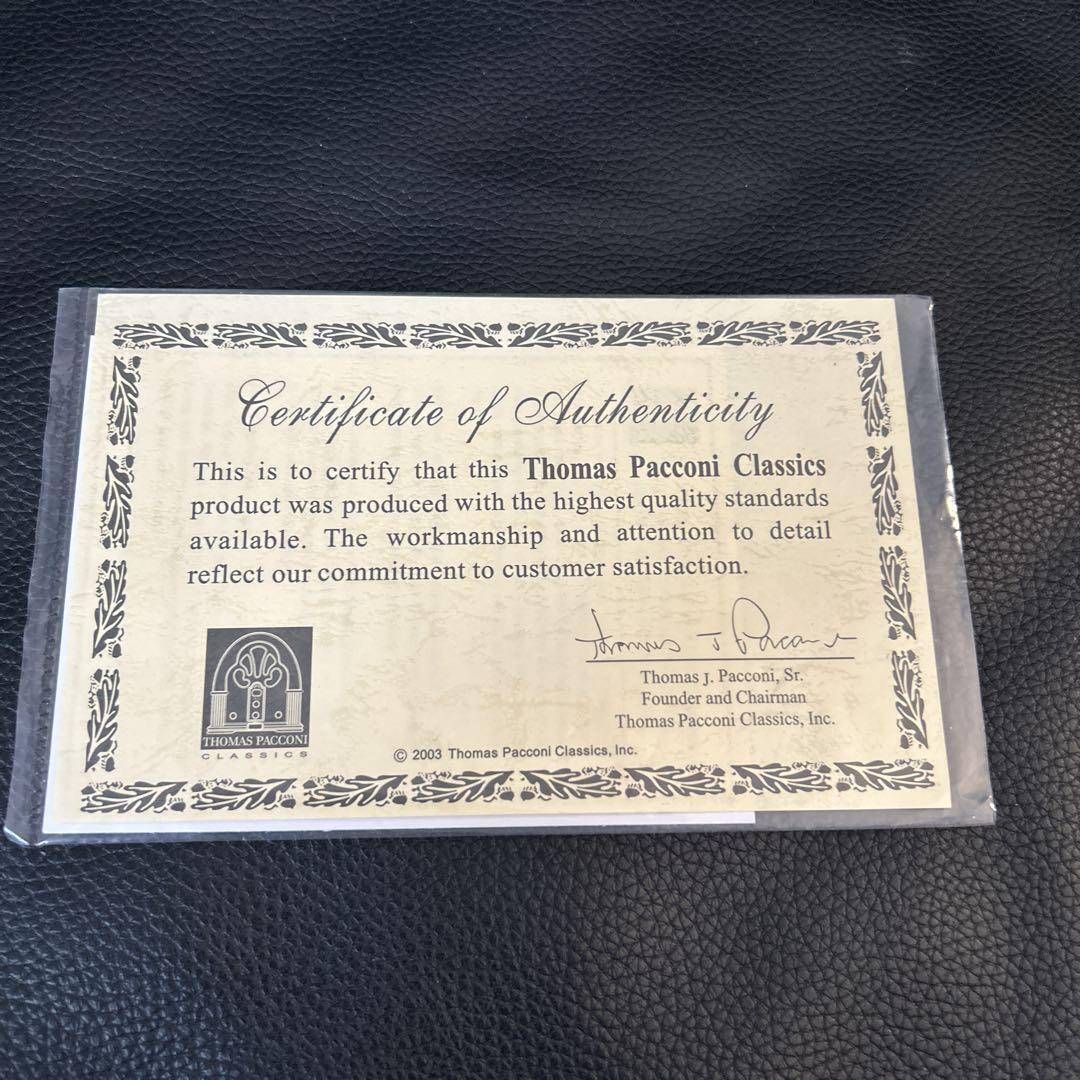 Certificate of Authenticity
This is to certify that this Thomas Pacconi Classics
product was produced with the highest quality standards
available. The workmanship and attention to detail
reflect our commitment to customer satisfaction.
Thomas J Pacconi
Thomas J. Pacconi, Sr.
Founder and Chairman
Thomas Pacconi Classics, Inc.
THOMAS PACCONI
CLASSICS
© 2003 Thomas Pacconi Classics, Inc.